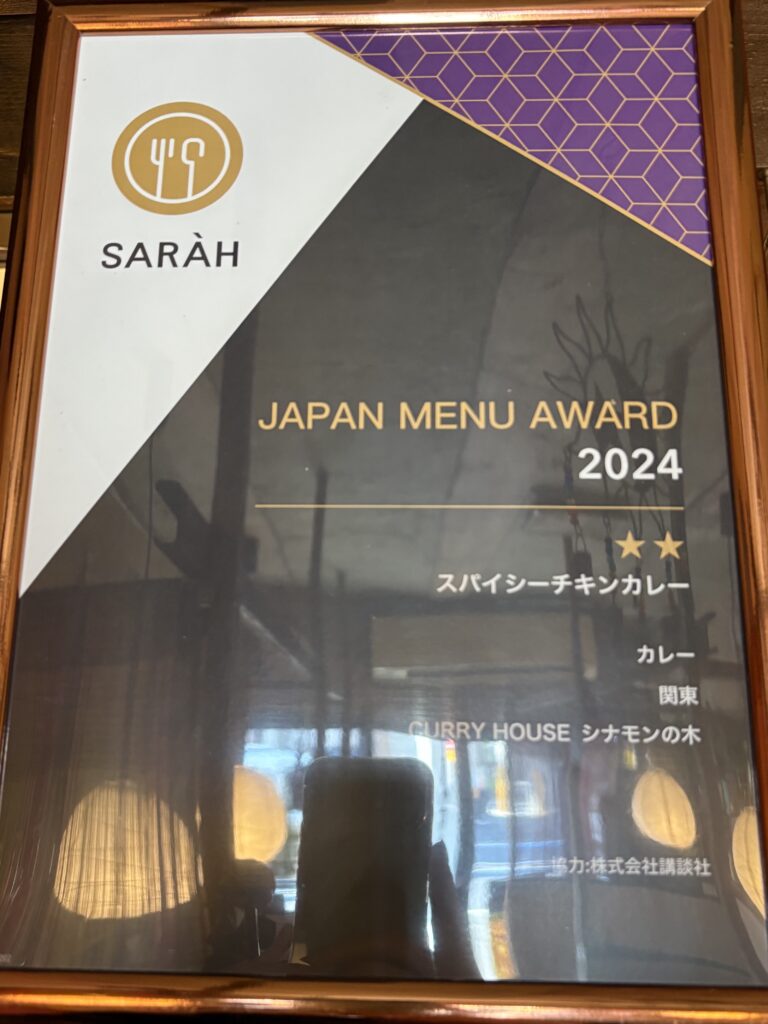 SARÀH
JAPAN MENU AWARD
2024
★★
スパイシーチキンカレー
カレー
関東
CURRY HOUSE シナモンの木
協力:株式会社講談社